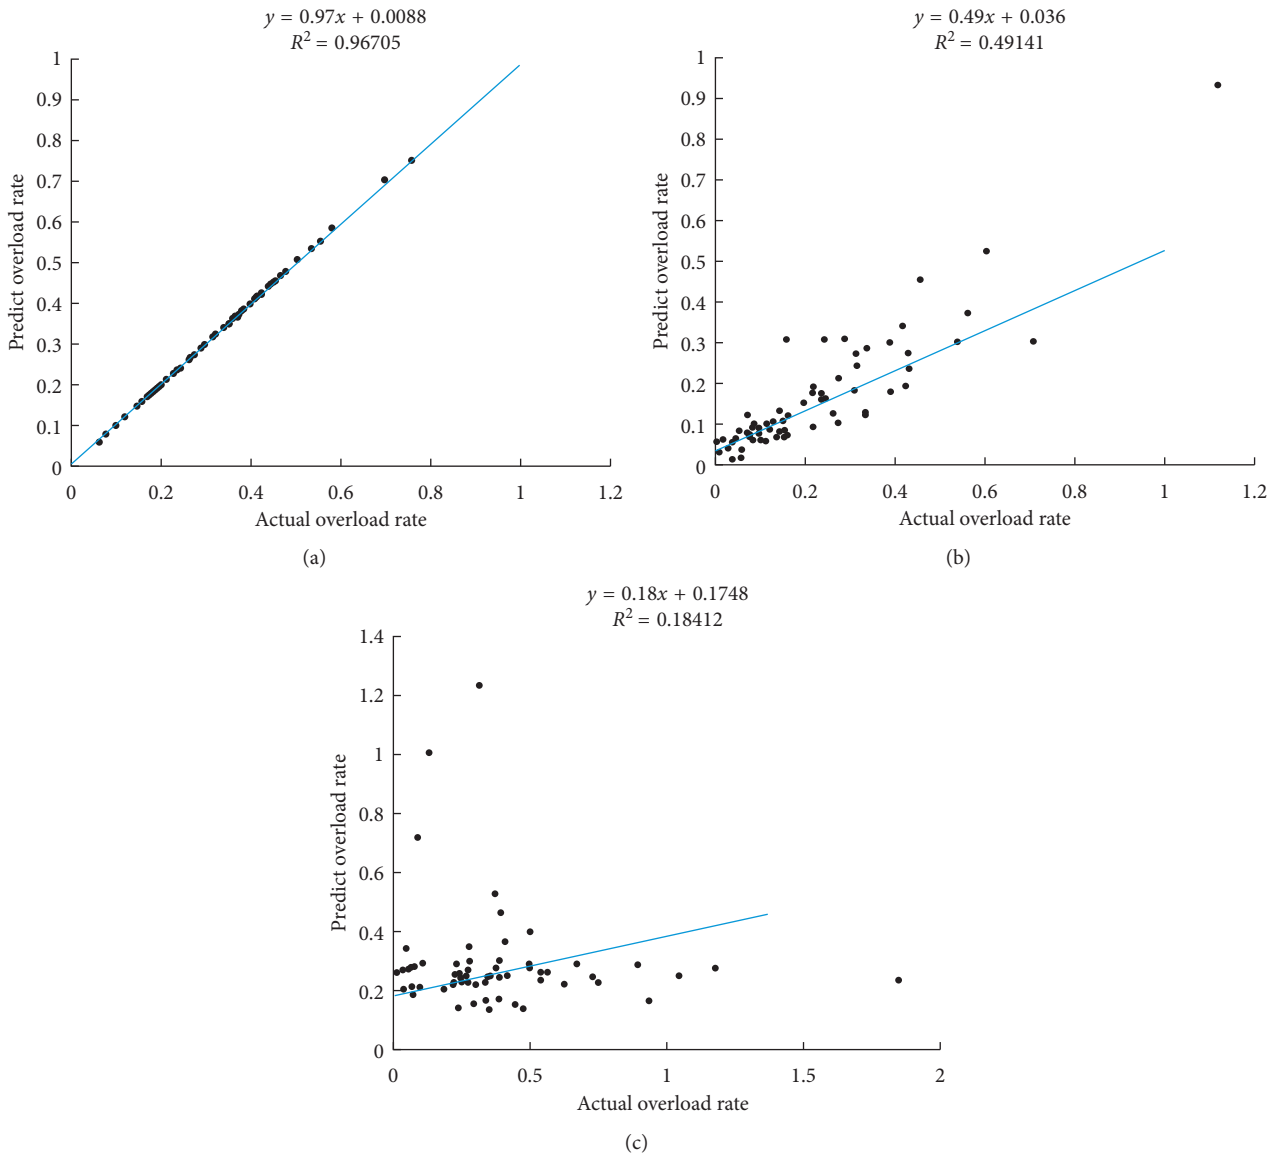 y = 0.97x + 0.0088
R² = 0.96705
1
0.9
0.8
0.7
0.6
0.5
0.4
0.3
0.2
0.1
0
Predict overload rate
0 0.2 0.4 0.6 0.8 1 1.2
Actual overload rate
(a)
y = 0.49x + 0.036
R² = 0.49141
1
0.9
0.8
0.7
0.6
0.5
0.4
0.3
0.2
0.1
0
Predict overload rate
0 0.2 0.4 0.6 0.8 1 1.2
Actual overload rate
(b)
y = 0.18x + 0.1748
R² = 0.18412
1.4
1.2
1
0.8
0.6
0.4
0.2
0
Predict overload rate
0 0.5 1 1.5 2
Actual overload rate
(c)